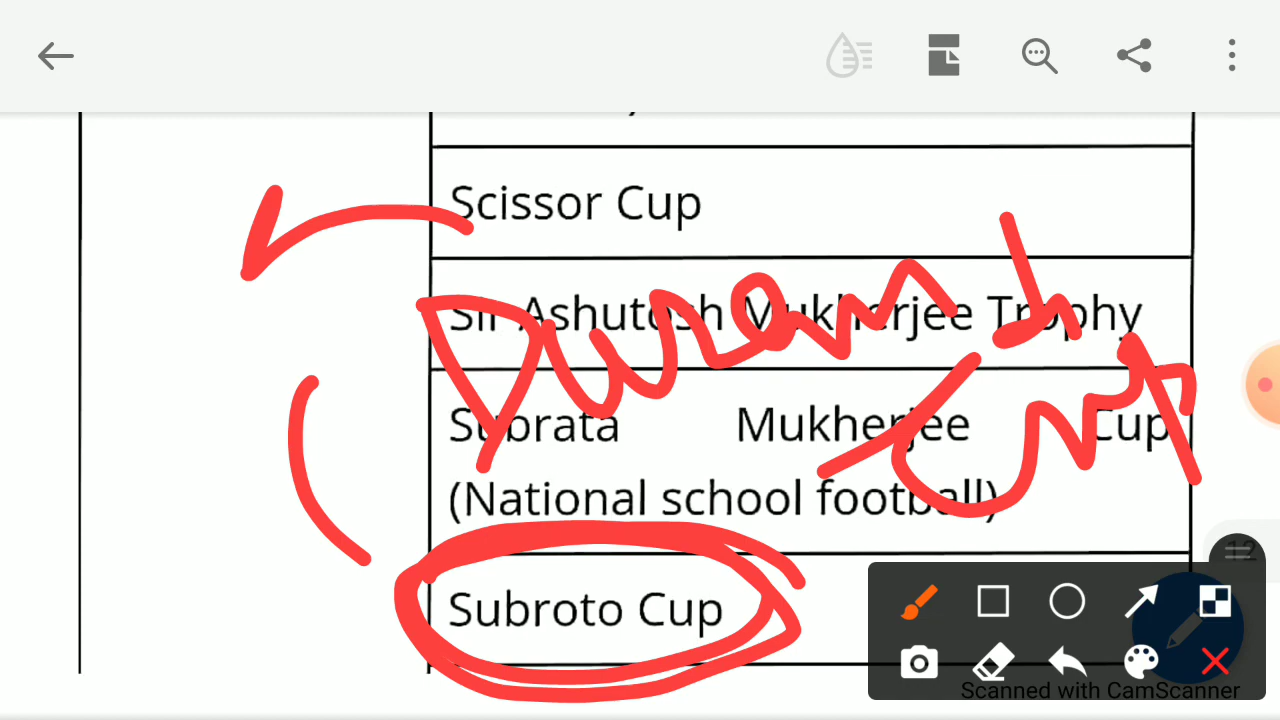 Scissor Cup
Sir Ashutosh Mukherjee Trophy
Durand
Cup
Subrata Mukherjee Cup
(National school football)
Subroto Cup
12
Scanned with CamScanner